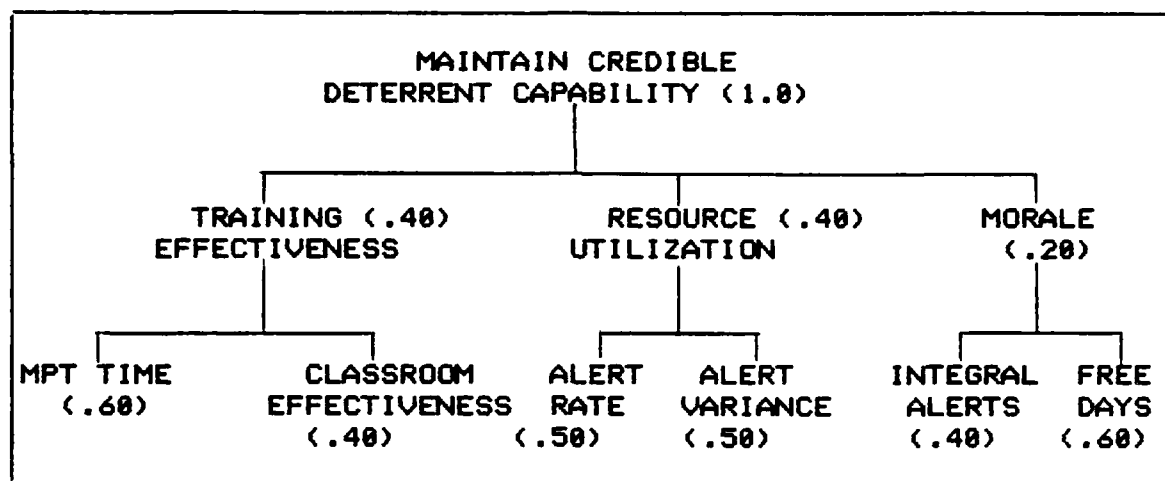 MAINTAIN CREDIBLE
DETERRENT CAPABILITY (1.0)
TRAINING (.40)
EFFECTIVENESS
RESOURCE (.40)
UTILIZATION
MORALE
(.20)
MPT TIME
(.60)
CLASSROOM
EFFECTIVENESS
(.40)
ALERT
RATE
(.50)
ALERT
VARIANCE
(.50)
INTEGRAL
ALERTS
(.40)
FREE
DAYS
(.60)